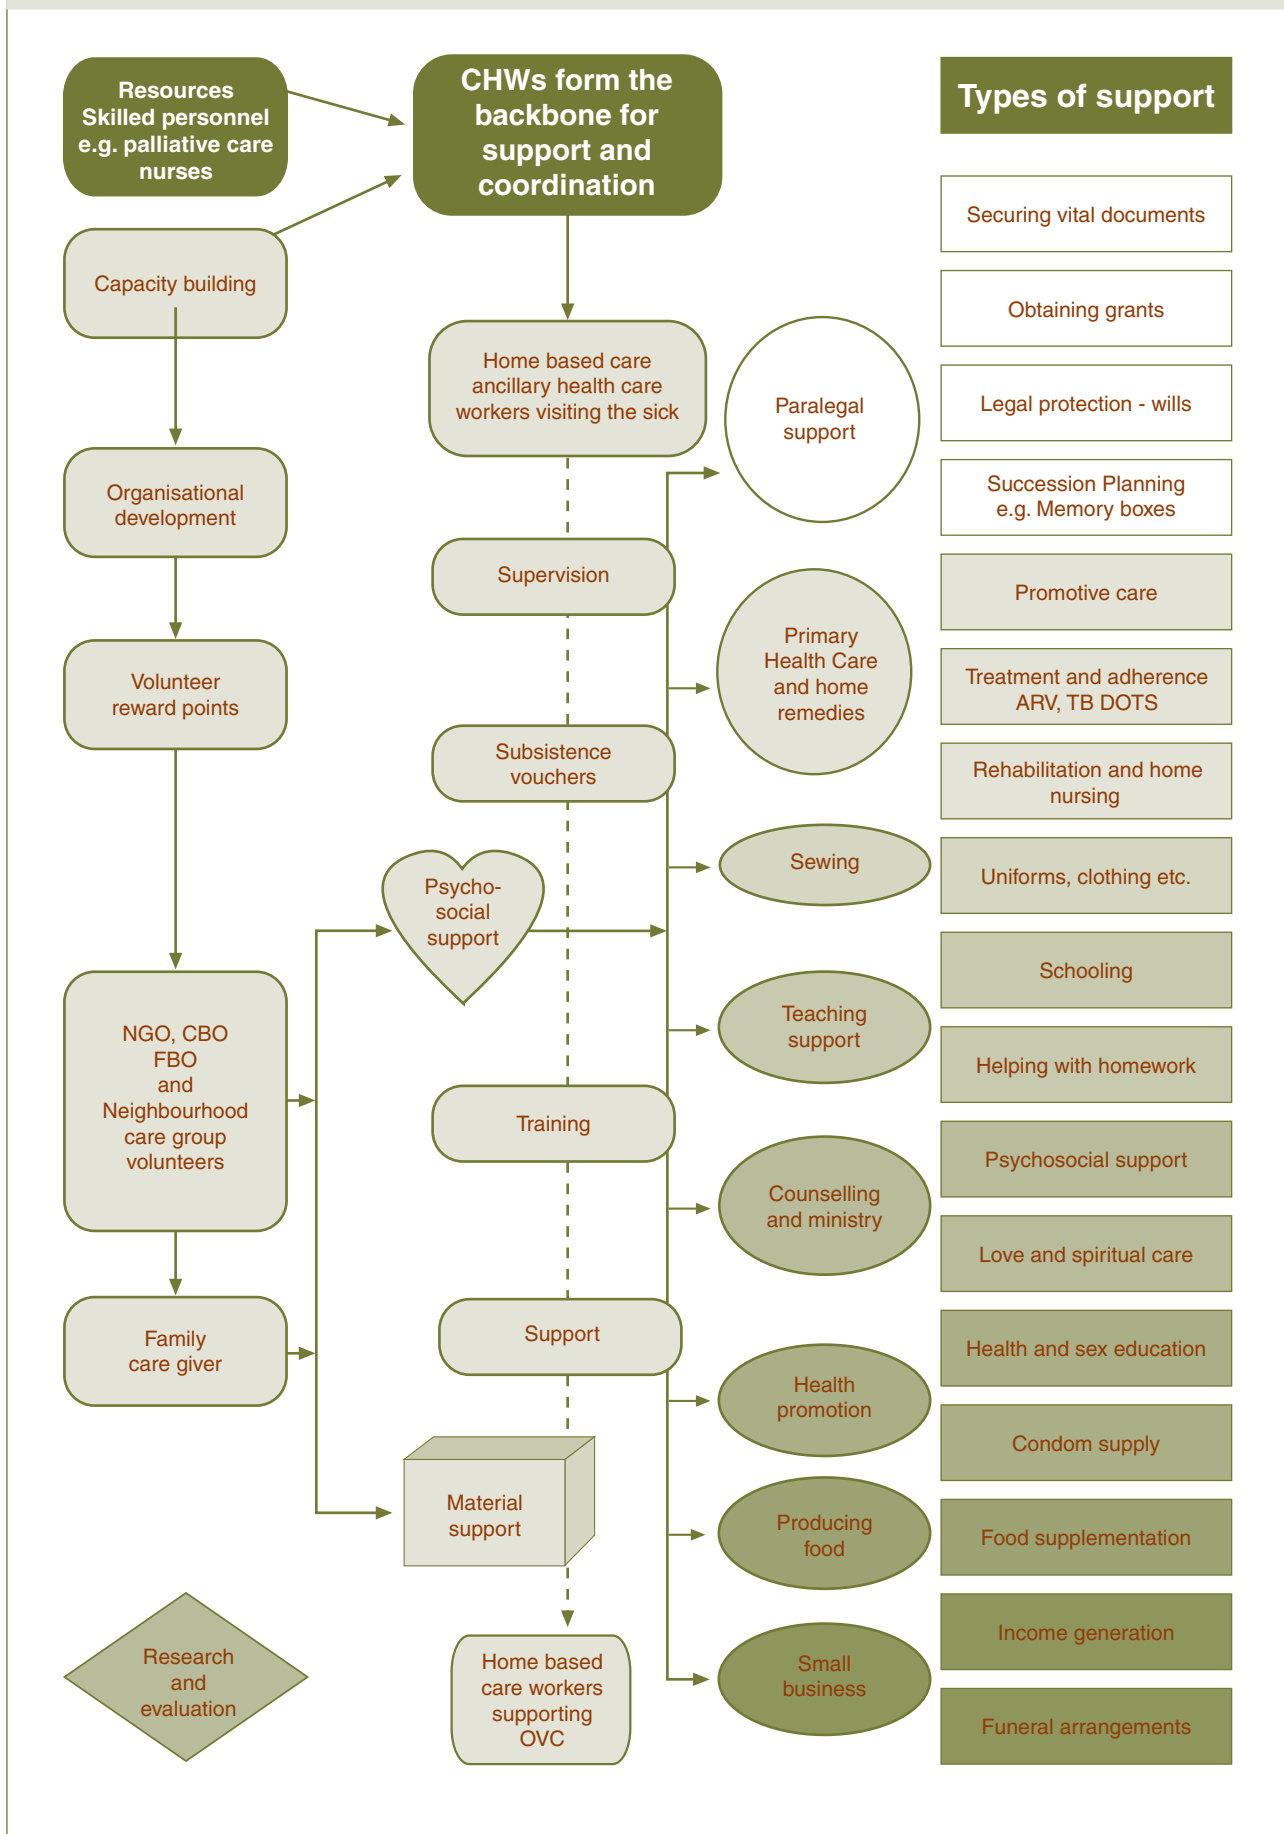 Resources
Skilled personnel
e.g. palliative care
nurses
CHWs form the
backbone for
support and
coordination
Types of support
Capacity building
Organisational
development
Volunteer
reward points
NGO, CBO
FBO
and
Neighbourhood
care group
volunteers
Family
care giver
Research
and
evaluation
Home based care
ancillary health care
workers visiting the sick
Supervision
Subsistence
vouchers
Psycho-
social
support
Training
Support
Material
support
Home based
care workers
supporting
OVC
Paralegal
support
Primary
Health Care
and home
remedies
Sewing
Teaching
support
Counselling
and ministry
Health
promotion
Producing
food
Small
business
Securing vital documents
Obtaining grants
Legal protection - wills
Succession Planning
e.g. Memory boxes
Promotive care
Treatment and adherence
ARV, TB DOTS
Rehabilitation and home
nursing
Uniforms, clothing etc.
Schooling
Helping with homework
Psychosocial support
Love and spiritual care
Health and sex education
Condom supply
Food supplementation
Income generation
Funeral arrangements